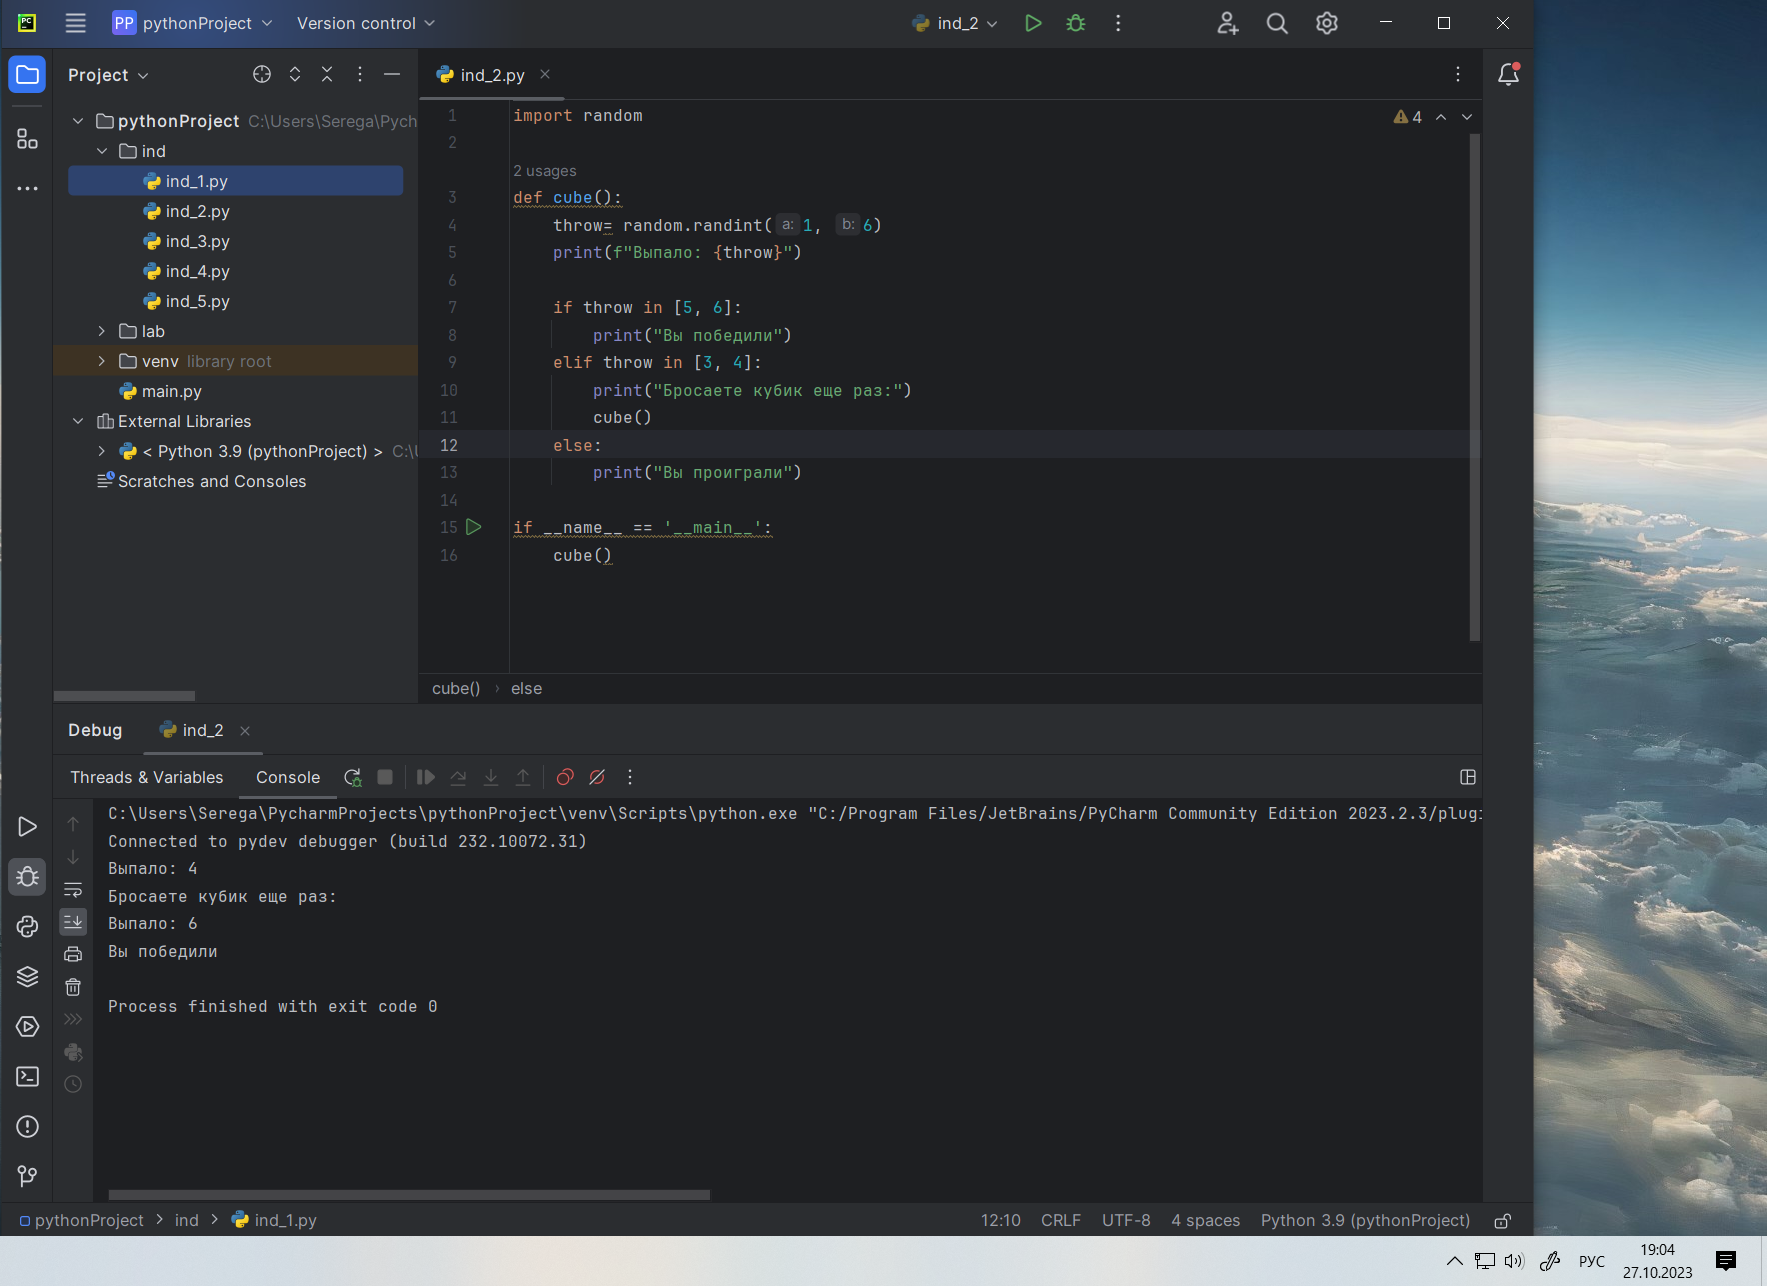 PC
PP pythonProject Version control ind_2
Project
ind_2.py
pythonProject C:\Users\Serega\Pych
ind
ind_1.py
ind_2.py
ind_3.py
ind_4.py
ind_5.py
lab
venv library root
main.py
External Libraries
< Python 3.9 (pythonProject) > C:\U
Scratches and Consoles
4
1 import random
2
2 usages
3 def cube():
4 throw= random.randint( a: 1, b: 6)
5 print(f"Выпало: {throw}")
6
7 if throw in [5, 6]:
8 print("Вы победили")
9 elif throw in [3, 4]:
10 print("Бросаете кубик еще раз:")
11 cube()
12 else:
13 print("Вы проиграли")
14
15 if __name__ == '__main__':
16 cube()
cube() › else
Debug ind_2
Threads & Variables Console
C:\Users\Serega\PycharmProjects\pythonProject\venv\Scripts\python.exe "C:/Program Files/JetBrains/PyCharm Community Edition 2023.2.3/plugi
Connected to pydev debugger (build 232.10072.31)
Выпало: 4
Бросаете кубик еще раз:
Выпало: 6
Вы победили
Process finished with exit code 0
pythonProject > ind > ind_1.py 12:10 CRLF UTF-8 4 spaces Python 3.9 (pythonProject)
РУС
19:04
27.10.2023